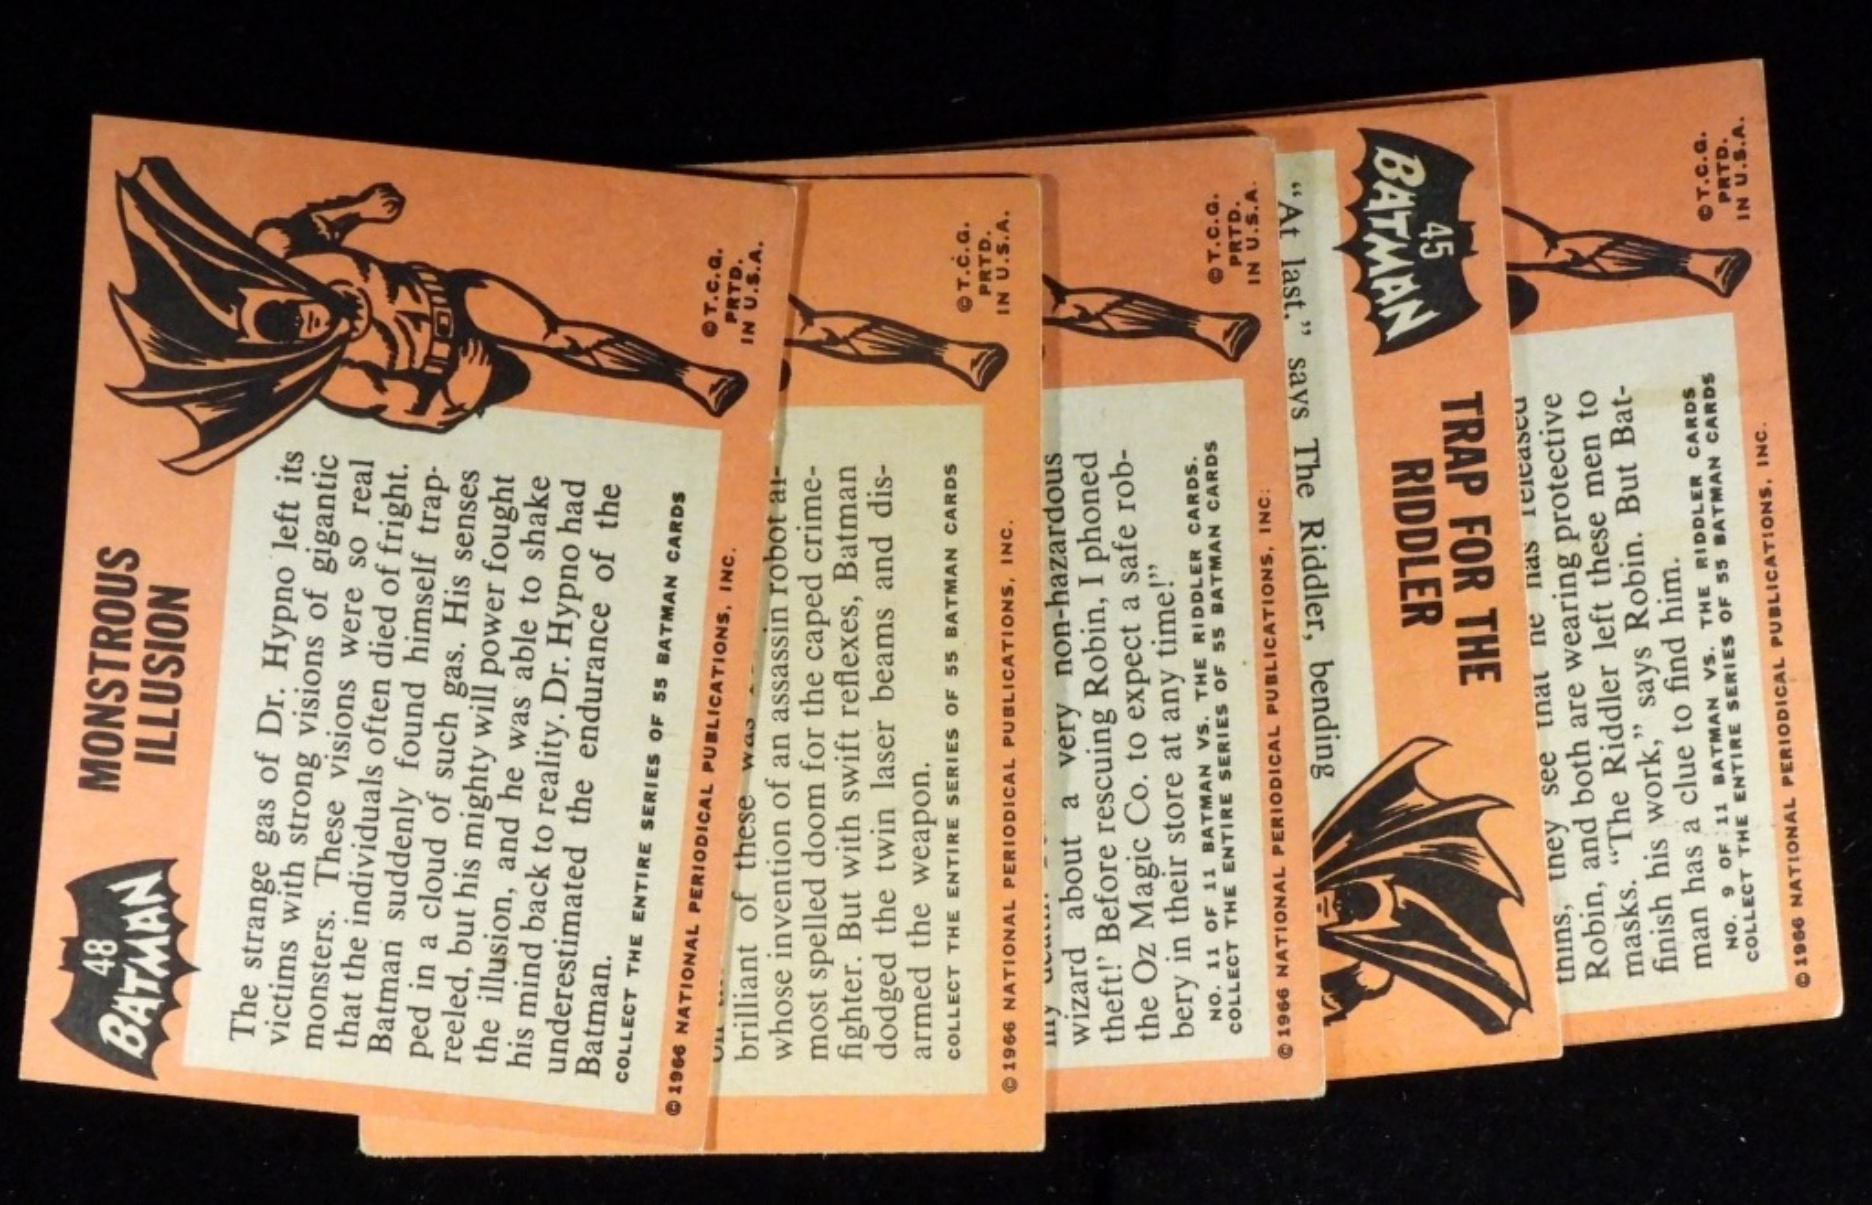 48
BATMAN
MONSTROUS
ILLUSION
The strange gas of Dr. Hypno left its
victims with strong visions of gigantic
monsters. These visions were so real
that the individuals often died of fright.
Batman suddenly found himself trap-
ped in a cloud of such gas. His senses
reeled, but his mighty will power fought
the illusion, and he was able to shake
his mind back to reality. Dr. Hypno had
underestimated the endurance of the
Batman.
COLLECT THE ENTIRE SERIES OF 55 BATMAN CARDS
© 1966 NATIONAL PERIODICAL PUBLICATIONS, INC.
© T.C.G.
PRTD.
IN U.S.A.
brilliant of these was
whose invention of an assassin robot al-
most spelled doom for the caped crime-
fighter. But with swift reflexes, Batman
dodged the twin laser beams and dis-
armed the weapon.
COLLECT THE ENTIRE SERIES OF 55 BATMAN CARDS
© 1966 NATIONAL PERIODICAL PUBLICATIONS, INC.
© T.C.G.
PRTD.
IN U.S.A.
my death!
wizard about a very non-hazardous
theft!' Before rescuing Robin, I phoned
the Oz Magic Co. to expect a safe rob-
bery in their store at any time!”
NO. 11 OF 11 BATMAN VS. THE RIDDLER CARDS.
COLLECT THE ENTIRE SERIES OF 55 BATMAN CARDS
© 1966 NATIONAL PERIODICAL PUBLICATIONS, INC.
© T.C.G.
PRTD.
IN U.S.A.
45
BATMAN
TRAP FOR THE
RIDDLER
“At last,” says The Riddler, bending
thins, they see that he has released
Robin, and both are wearing protective
masks. “The Riddler left these men to
finish his work,” says Robin. But Bat-
man has a clue to find him.
NO. 9 OF 11 BATMAN VS. THE RIDDLER CARDS
COLLECT THE ENTIRE SERIES OF 55 BATMAN CARDS
© 1966 NATIONAL PERIODICAL PUBLICATIONS, INC.
© T.C.G.
PRTD.
IN U.S.A.